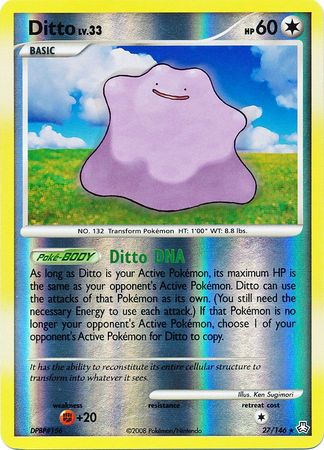 Ditto LV.33 HP 60
BASIC
NO. 132 Transform Pokémon HT: 1'00" WT: 8.8 lbs.
Poké-BODY Ditto DNA
As long as Ditto is your Active Pokémon, its maximum HP is
the same as your opponent's Active Pokémon. Ditto can use
the attacks of that Pokémon as its own. (You still need the
necessary Energy to use each attack.) If that Pokémon is no
longer your opponent's Active Pokémon, choose 1 of your
opponent's Active Pokémon for Ditto to copy.
It has the ability to reconstitute its entire cellular structure to
transform into whatever it sees.
Illus. Ken Sugimori
weakness resistance retreat cost
+20
DPBP#156 ©2008 Pokémon/Nintendo 27/146 ★